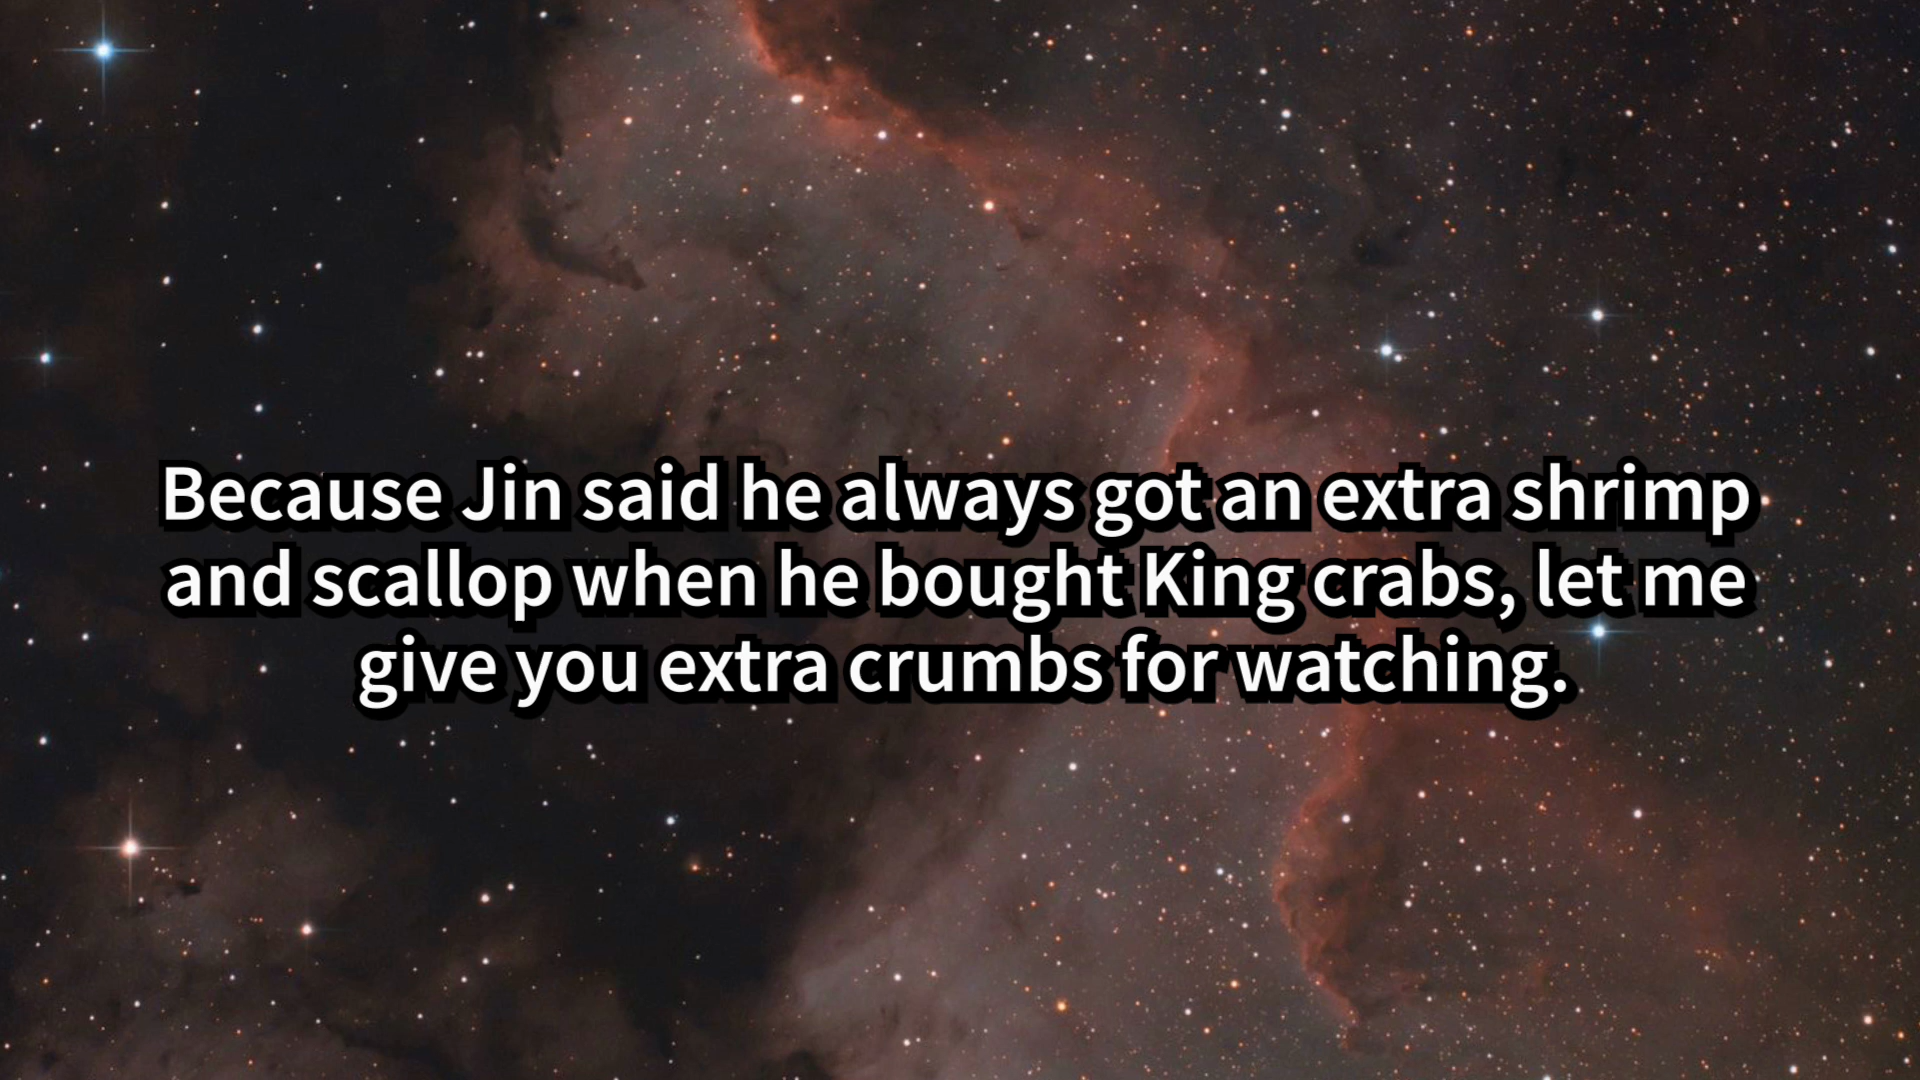 Because Jin said he always got an extra shrimp
and scallop when he bought King crabs, let me
give you extra crumbs for watching.